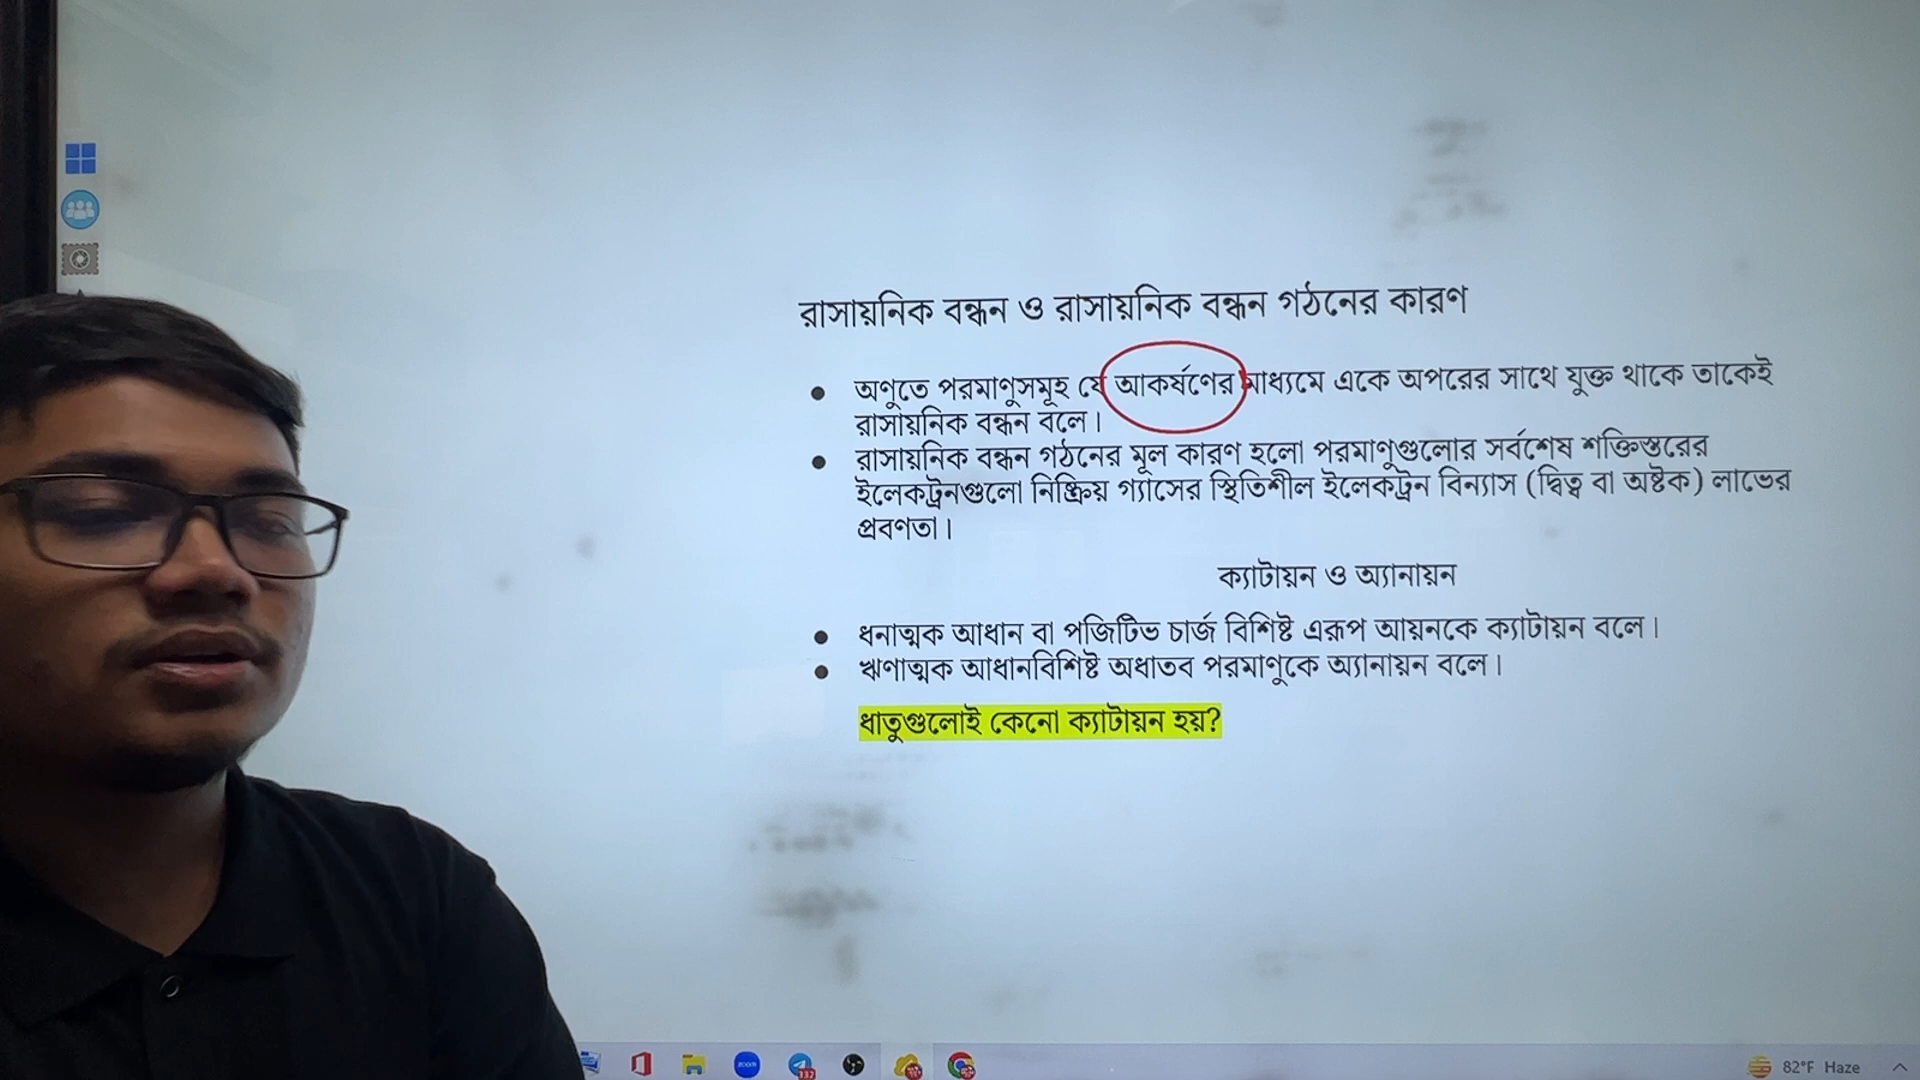 রাসায়নিক বন্ধন ও রাসায়নিক বন্ধন গঠনের কারণ
অণুতে পরমাণুসমূহ যে আকর্ষণের মাধ্যমে একে অপরের সাথে যুক্ত থাকে তাকেই
রাসায়নিক বন্ধন বলে।
রাসায়নিক বন্ধন গঠনের মূল কারণ হলো পরমাণুগুলোর সর্বশেষ শক্তিস্তরের
ইলেকট্রনগুলো নিষ্ক্রিয় গ্যাসের স্থিতিশীল ইলেকট্রন বিন্যাস (দ্বিত্ব বা অষ্টক) লাভের
প্রবণতা।
ক্যাটায়ন ও অ্যানায়ন
ধনাত্মক আধান বা পজিটিভ চার্জ বিশিষ্ট এরূপ আয়নকে ক্যাটায়ন বলে।
ঋণাত্মক আধানবিশিষ্ট অধাতব পরমাণুকে অ্যানায়ন বলে।
ধাতুগুলোই কেনো ক্যাটায়ন হয়?
zoom
332
82°F Haze